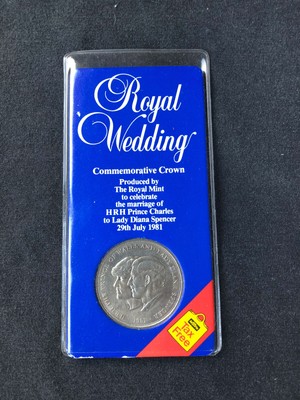 Royal
Wedding
Commemorative Crown
Produced by
The Royal Mint
to celebrate
the marriage of
HRH Prince Charles
to Lady Diana Spencer
29th July 1981
Tax
Free